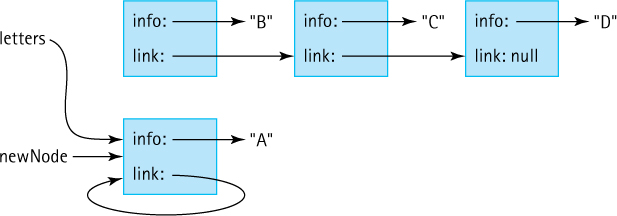 info: "B" info: "C" info: "D"
letters
link: link: link: null
info: "A"
newNode
link: